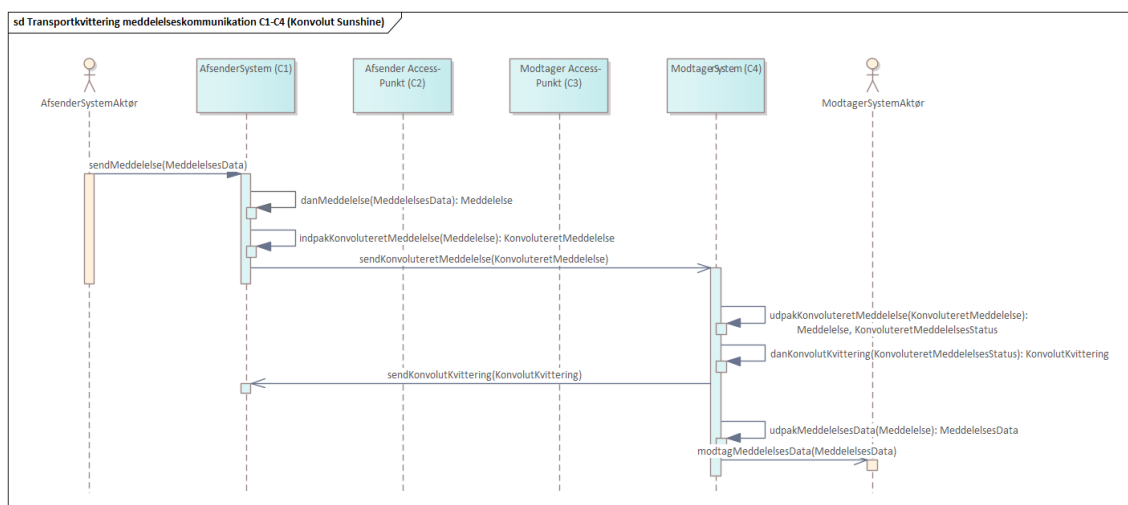 sd Transportkvittering meddelelseskommunikation C1-C4 (Konvolut Sunshine)
AfsenderSystemAktør
AfsenderSystem (C1)
Afsender Access-
Punkt (C2)
Modtager Access-
Punkt (C3)
ModtagerSystem (C4)
ModtagerSystemAktør
sendMeddelelse(MeddelelsesData)
danMeddelelse(MeddelelsesData): Meddelelse
indpakKonvoluteretMeddelelse(Meddelelse): KonvoluteretMeddelelse
sendKonvoluteretMeddelelse(KonvoluteretMeddelelse)
udpakKonvoluteretMeddelelse(KonvoluteretMeddelelse):
Meddelelse, KonvoluteretMeddelelsesStatus
danKonvolutKvittering(KonvoluteretMeddelelsesStatus): KonvolutKvittering
sendKonvolutKvittering(KonvolutKvittering)
udpakMeddelelsesData(Meddelelse): MeddelelsesData
modtagMeddelelsesData(MeddelelsesData)